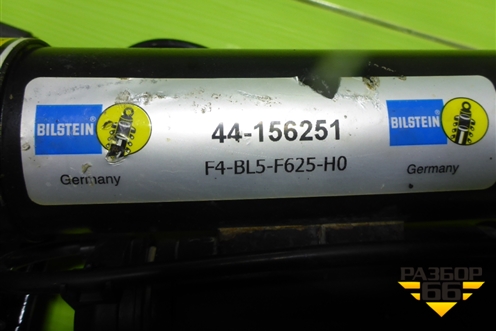 BILSTEIN
Germany
44-156251
F4-BL5-F625-H0
BILSTEIN
Germany
РАЗБОР
66